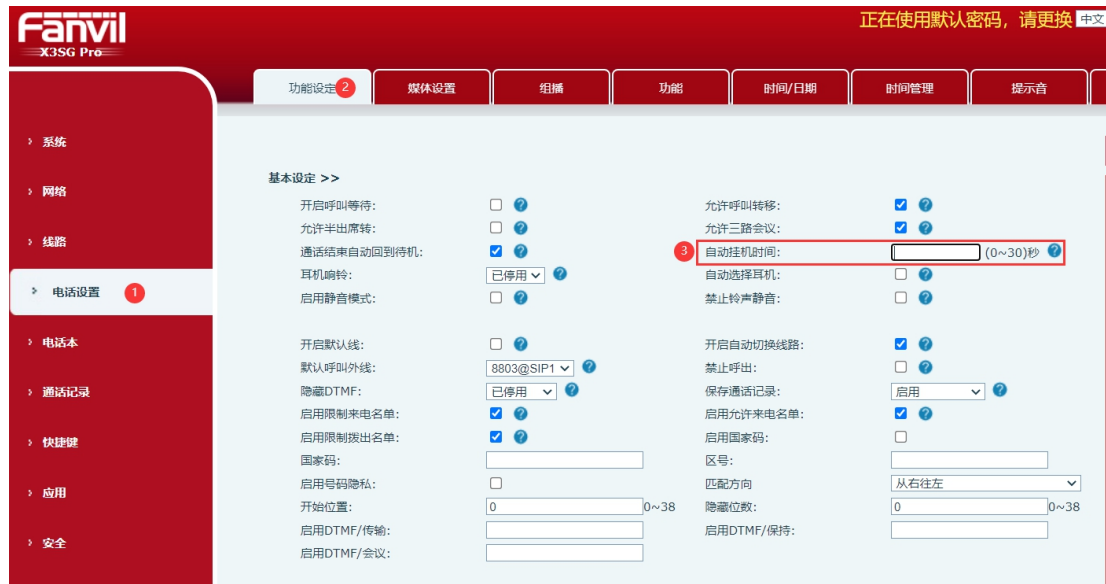 Fanvil
X3SG Pro
正在使用默认密码，请更换 中文
功能设定 2 媒体设置 组播 功能 时间/日期 时间管理 提示音
› 系统
› 网络
› 线路
› 电话设置 1
› 电话本
› 通话记录
› 快捷键
› 应用
› 安全
基本设定 >>
开启呼叫等待: ? 允许呼叫转移: ?
允许半出席转: ? 允许三路会议: ?
通话结束自动回到待机: ? 3 自动挂机时间: (0~30)秒 ?
耳机响铃: 已停用 ? 自动选择耳机: ?
启用静音模式: ? 禁止铃声静音: ?
开启默认线: ? 开启自动切换线路: ?
默认呼叫外线: 8803@SIP1 ? 禁止呼出: ?
隐藏DTMF: 已停用 ? 保存通话记录: 启用 ?
启用限制来电名单: ? 启用允许来电名单: ?
启用限制拨出名单: ? 启用国家码:
国家码: 区号:
启用号码隐私: 匹配方向 从右往左
开始位置: 0 0~38 隐藏位数: 0 0~38
启用DTMF/传输: 启用DTMF/保持:
启用DTMF/会议: